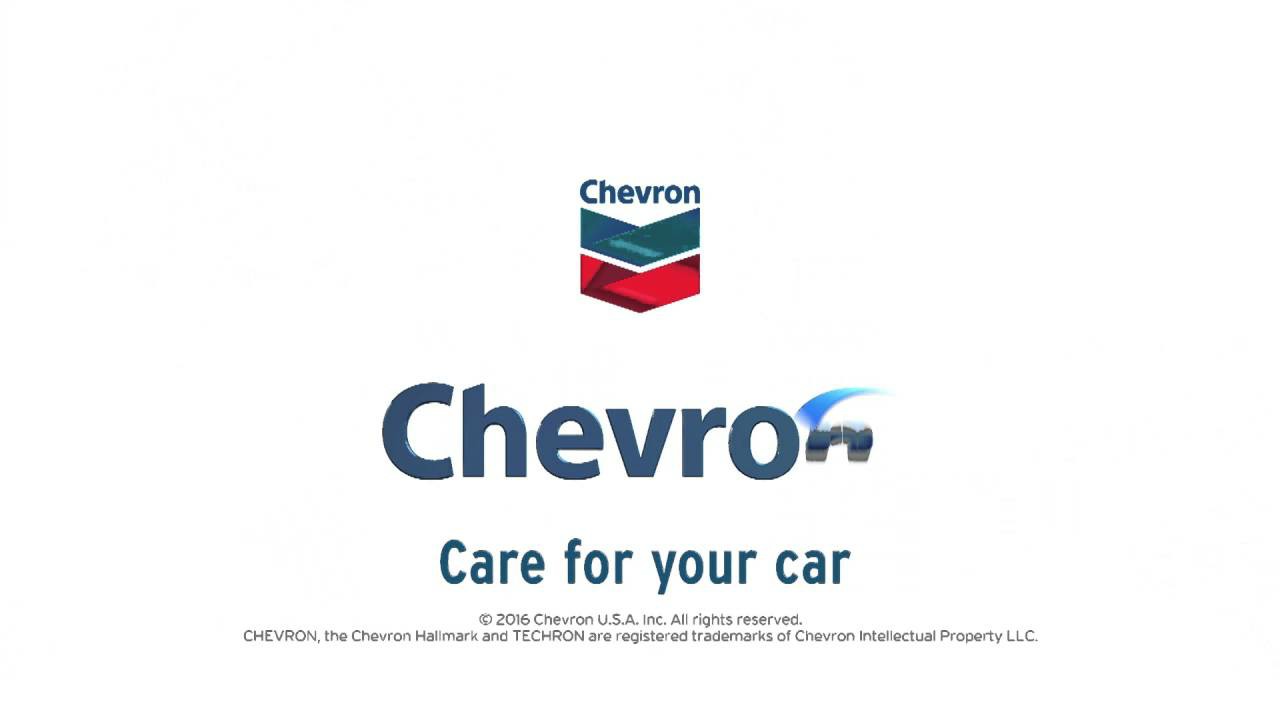 Chevron
Chevron
Care for your car
© 2016 Chevron U.S.A. Inc. All rights reserved.
CHEVRON, the Chevron Hallmark and TECHRON are registered trademarks of Chevron Intellectual Property LLC.